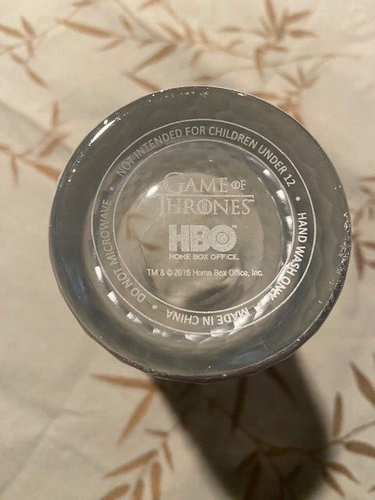 NOT INTENDED FOR CHILDREN UNDER 12 • HAND WASH ONLY • MADE IN CHINA • DO NOT MICROWAVE •
GAME OF
THRONES
HBO
HOME BOX OFFICE.
TM & © 2015 Home Box Office, Inc.